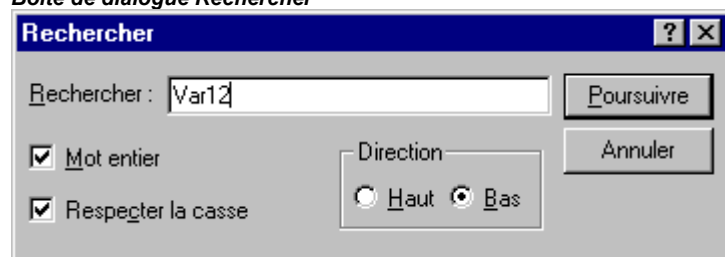 Boîte de dialogue Rechercher
Rechercher
Rechercher : Var12 Poursuivre
Mot entier Direction Annuler
Respecter la casse Haut Bas